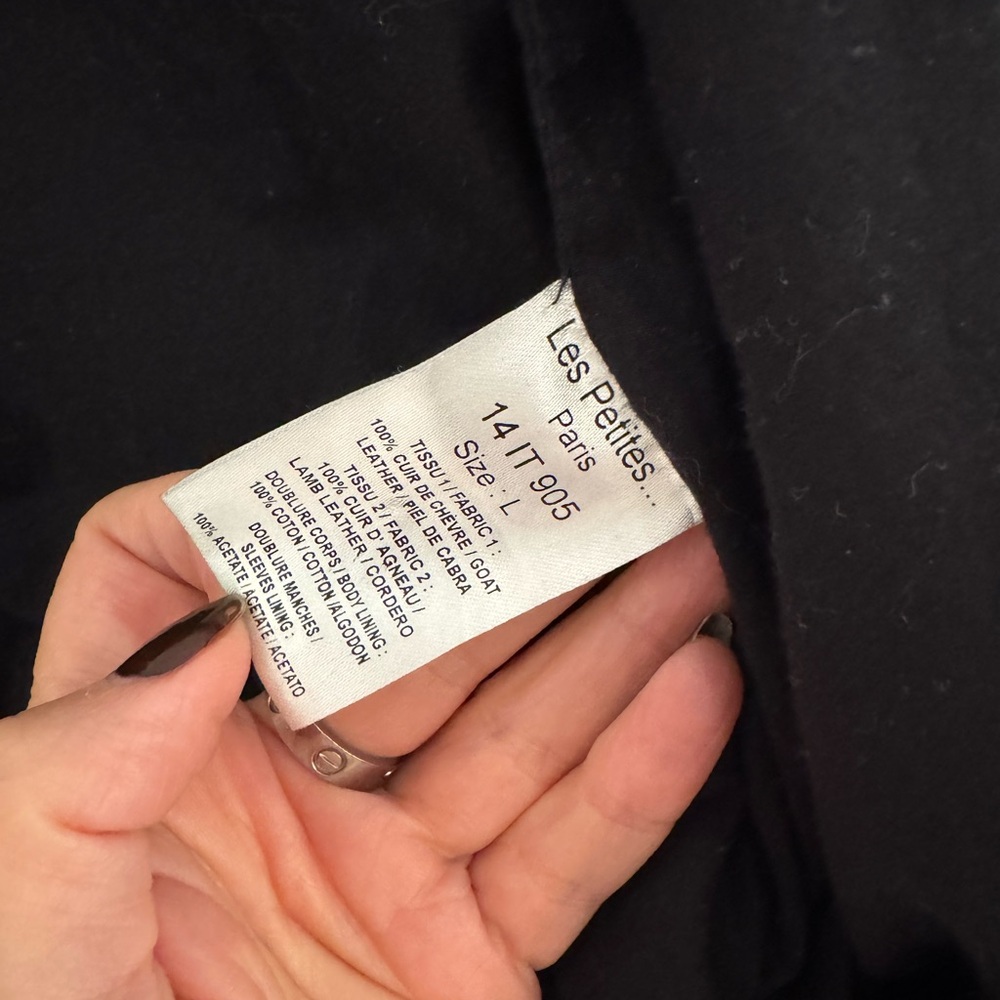 Les Petites...
Paris
14 IT 905
Size : L
TISSU 1 / FABRIC 1 :
100% CUIR DE CHÈVRE / GOAT
LEATHER / PIEL DE CABRA
TISSU 2 / FABRIC 2 :
100% CUIR D'AGNEAU /
LAMB LEATHER / CORDERO
DOUBLURE CORPS / BODY LINING :
100% COTON / COTTON /ALGODON
DOUBLURE MANCHES /
SLEEVES LINING :
100% ACETATE / ACETATE / ACETATO